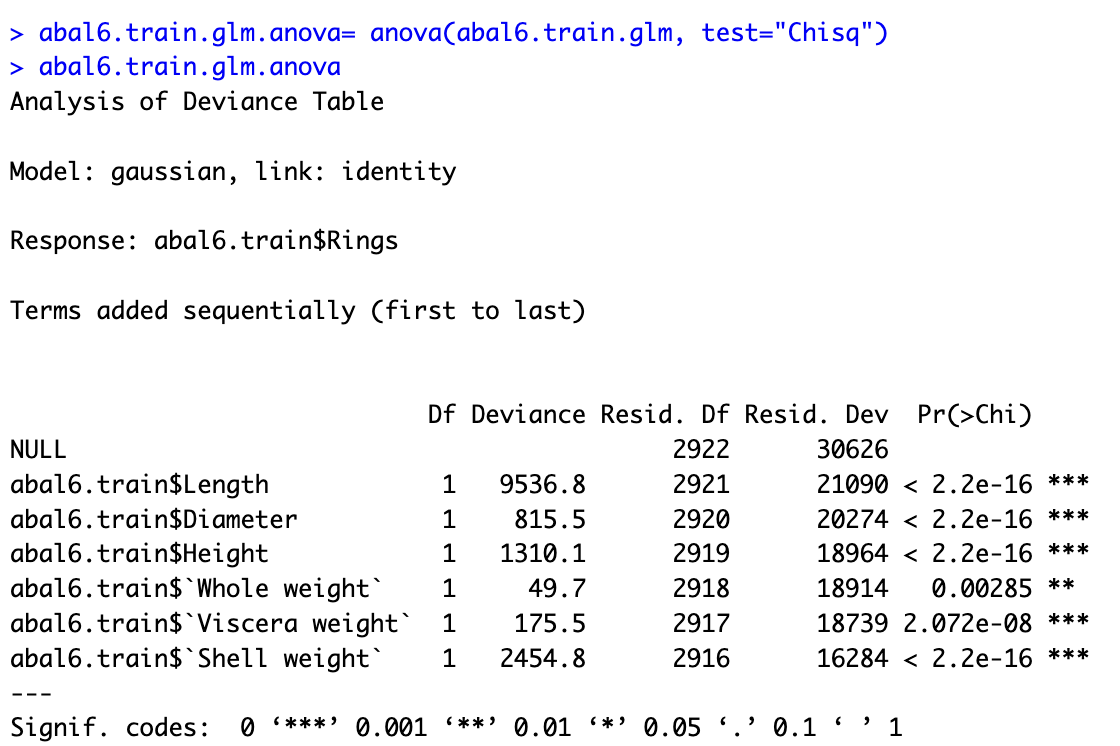 > abal6.train.glm.anova= anova(abal6.train.glm, test="Chisq")
> abal6.train.glm.anova
Analysis of Deviance Table
Model: gaussian, link: identity
Response: abal6.train$Rings
Terms added sequentially (first to last)
Df Deviance Resid. Df Resid. Dev Pr(>Chi)
NULL 2922 30626
abal6.train$Length 1 9536.8 2921 21090 < 2.2e-16 ***
abal6.train$Diameter 1 815.5 2920 20274 < 2.2e-16 ***
abal6.train$Height 1 1310.1 2919 18964 < 2.2e-16 ***
abal6.train$`Whole weight` 1 49.7 2918 18914 0.00285 **
abal6.train$`Viscera weight` 1 175.5 2917 18739 2.072e-08 ***
abal6.train$`Shell weight` 1 2454.8 2916 16284 < 2.2e-16 ***
---
Signif. codes: 0 ‘***’ 0.001 ‘**’ 0.01 ‘*’ 0.05 ‘.’ 0.1 ‘ ’ 1